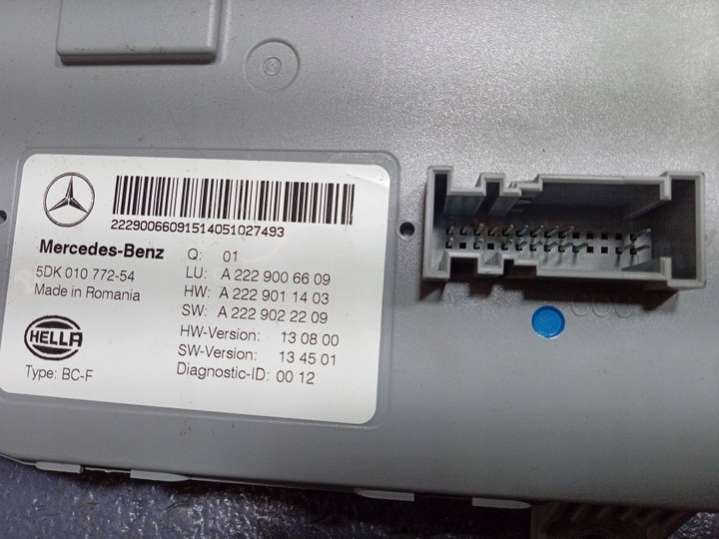 22290066091514051027493
Mercedes-Benz
5DK 010 772-54
Made in Romania
HELLA
Type: BC-F
Q: 01
LU: A 222 900 66 09
HW: A 222 901 14 03
SW: A 222 902 22 09
HW-Version: 13 08 00
SW-Version: 13 45 01
Diagnostic-ID: 00 12